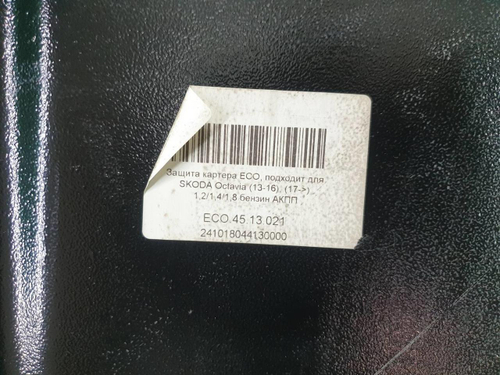 Защита картера ECO, подходит для:
SKODA Octavia (13-16), (17->)
1,2/1,4/1,8 бензин АКПП
ECO.45.13.021
241018044130000